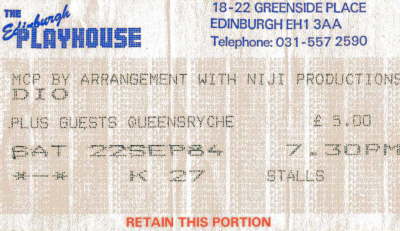 THE
Edinburgh
PLAYHOUSE
18-22 GREENSIDE PLACE
EDINBURGH EH1 3AA
Telephone: 031-557 2590
MCP BY ARRANGEMENT WITH NIJI PRODUCTIONS
DIO
PLUS GUESTS QUEENSRYCHE £ 5.00
SAT 22SEP84 7.30PM
*-* K 27 STALLS
RETAIN THIS PORTION